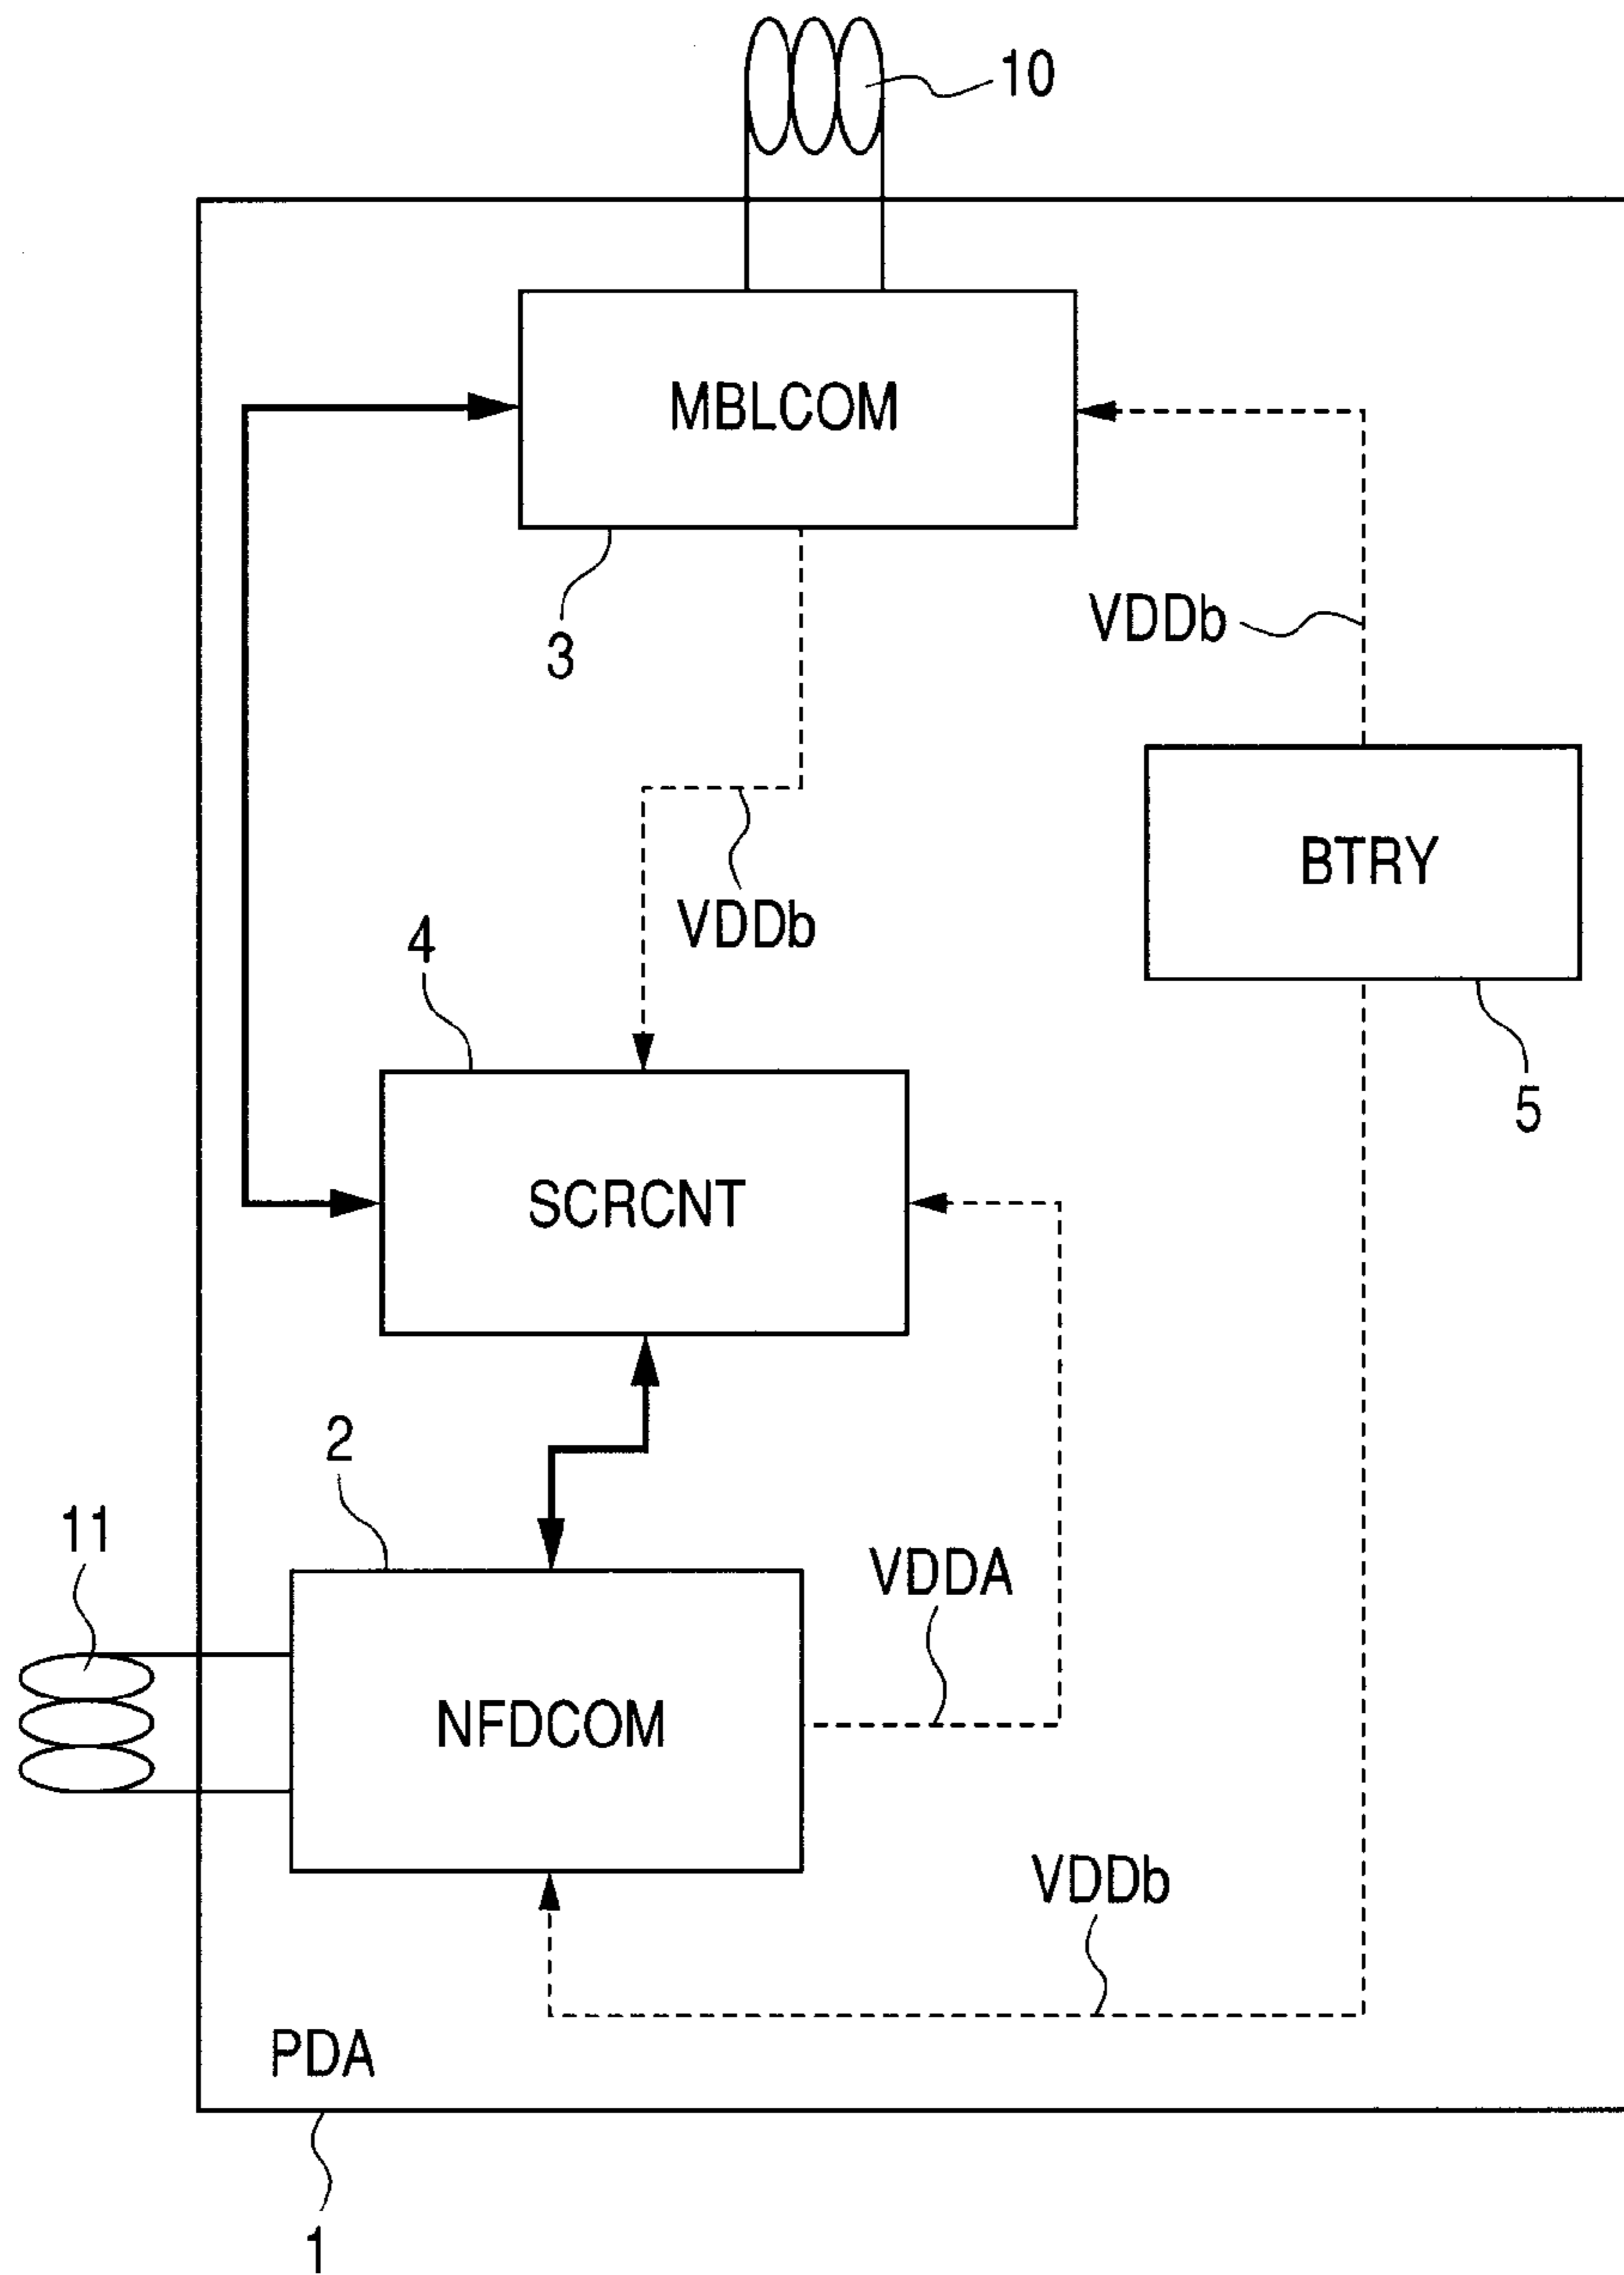 10
MBLCOM
3
VDDb
BTRY
VDDb
4
5
SCRCNT
2
11
VDDA
NFDCOM
VDDb
PDA
1